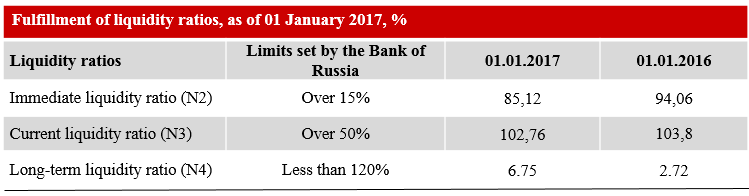 Fulfillment of liquidity ratios, as of 01 January 2017, %
Liquidity ratios Limits set by the Bank of Russia 01.01.2017 01.01.2016
Immediate liquidity ratio (N2) Over 15% 85,12 94,06
Current liquidity ratio (N3) Over 50% 102,76 103,8
Long-term liquidity ratio (N4) Less than 120% 6.75 2.72